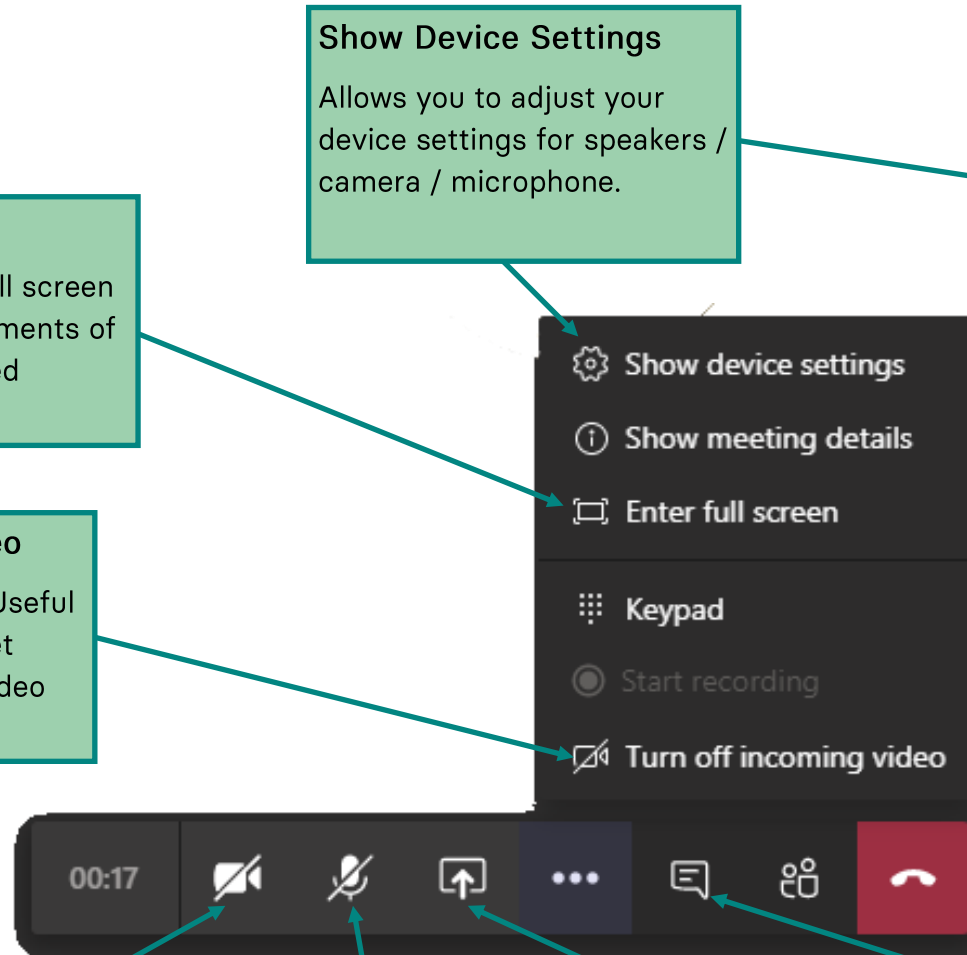 Show Device Settings
Allows you to adjust your
device settings for speakers /
camera / microphone.
ll screen
ments of
ed
eo
Useful
et
deo
Show device settings
Show meeting details
Enter full screen
Keypad
Start recording
Turn off incoming video
00:17